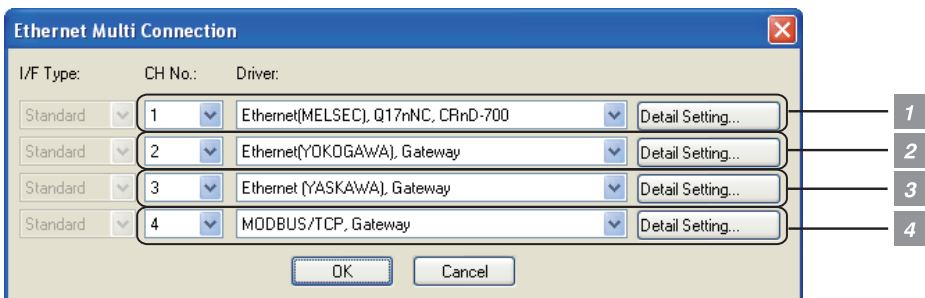 Ethernet Multi Connection
I/F Type: CH No.: Driver:
Standard 1 Ethernet(MELSEC), Q17nNC, CRnD-700 Detail Setting... 1
Standard 2 Ethernet(YOKOGAWA), Gateway Detail Setting... 2
Standard 3 Ethernet (YASKAWA), Gateway Detail Setting... 3
Standard 4 MODBUS/TCP, Gateway Detail Setting... 4
OK Cancel